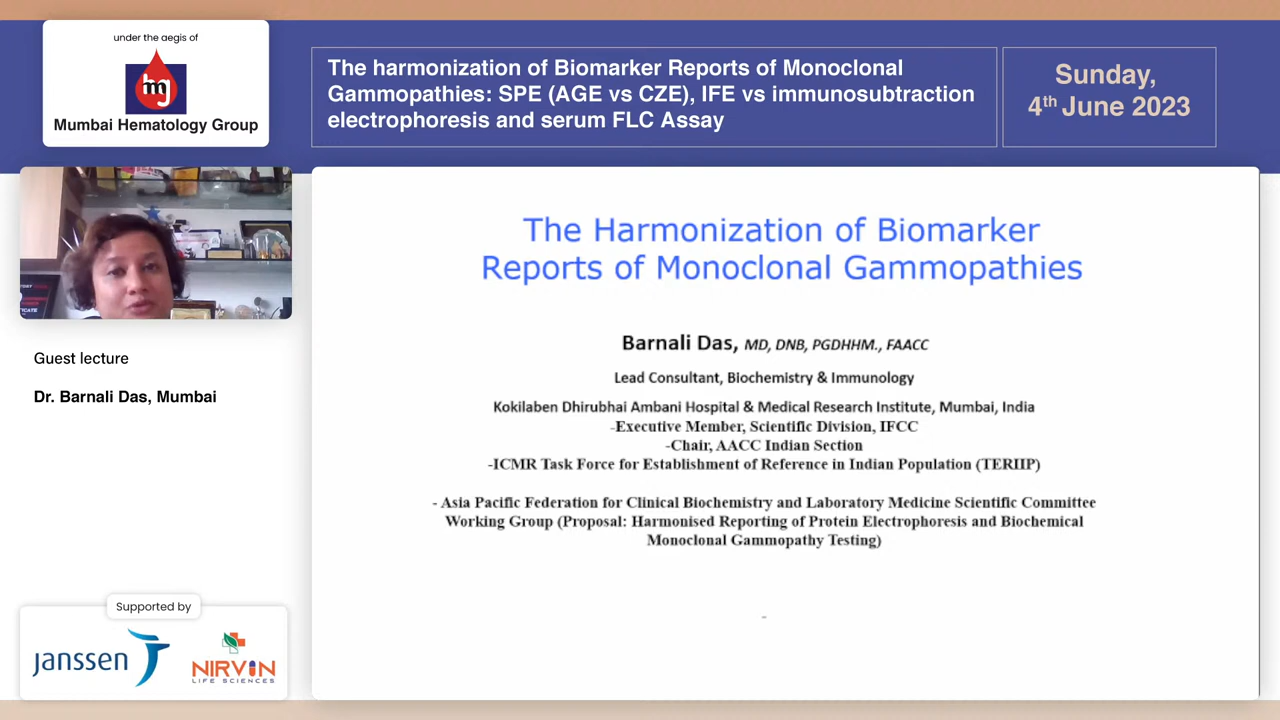 under the aegis of
mg
Mumbai Hematology Group
The harmonization of Biomarker Reports of Monoclonal
Gammopathies: SPE (AGE vs CZE), IFE vs immunosubtraction
electrophoresis and serum FLC Assay
Sunday,
4th June 2023
Guest lecture
Dr. Barnali Das, Mumbai
Supported by
janssen
NIRVIN
LIFE SCIENCES
The Harmonization of Biomarker
Reports of Monoclonal Gammopathies
Barnali Das, MD, DNB, PGDHHM., FAACC
Lead Consultant, Biochemistry & Immunology
Kokilaben Dhirubhai Ambani Hospital & Medical Research Institute, Mumbai, India
-Executive Member, Scientific Division, IFCC
-Chair, AACC Indian Section
-ICMR Task Force for Establishment of Reference in Indian Population (TERIIP)
- Asia Pacific Federation for Clinical Biochemistry and Laboratory Medicine Scientific Committee
Working Group (Proposal: Harmonised Reporting of Protein Electrophoresis and Biochemical
Monoclonal Gammopathy Testing)
-